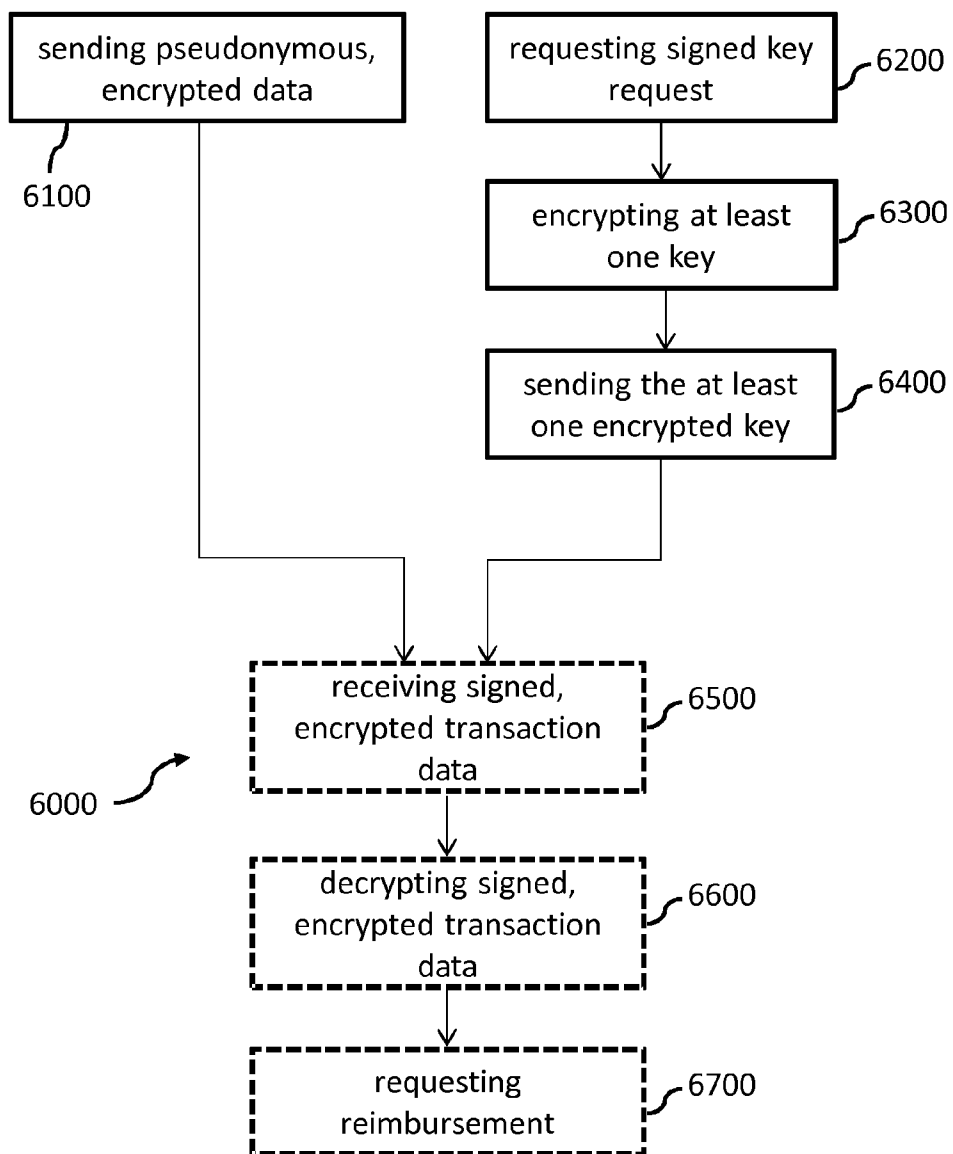 sending pseudonymous,
encrypted data
6100
requesting signed key
request
6200
encrypting at least
one key
6300
sending the at least
one encrypted key
6400
receiving signed,
encrypted transaction
data
6500
6000
decrypting signed,
encrypted transaction
data
6600
requesting
reimbursement
6700